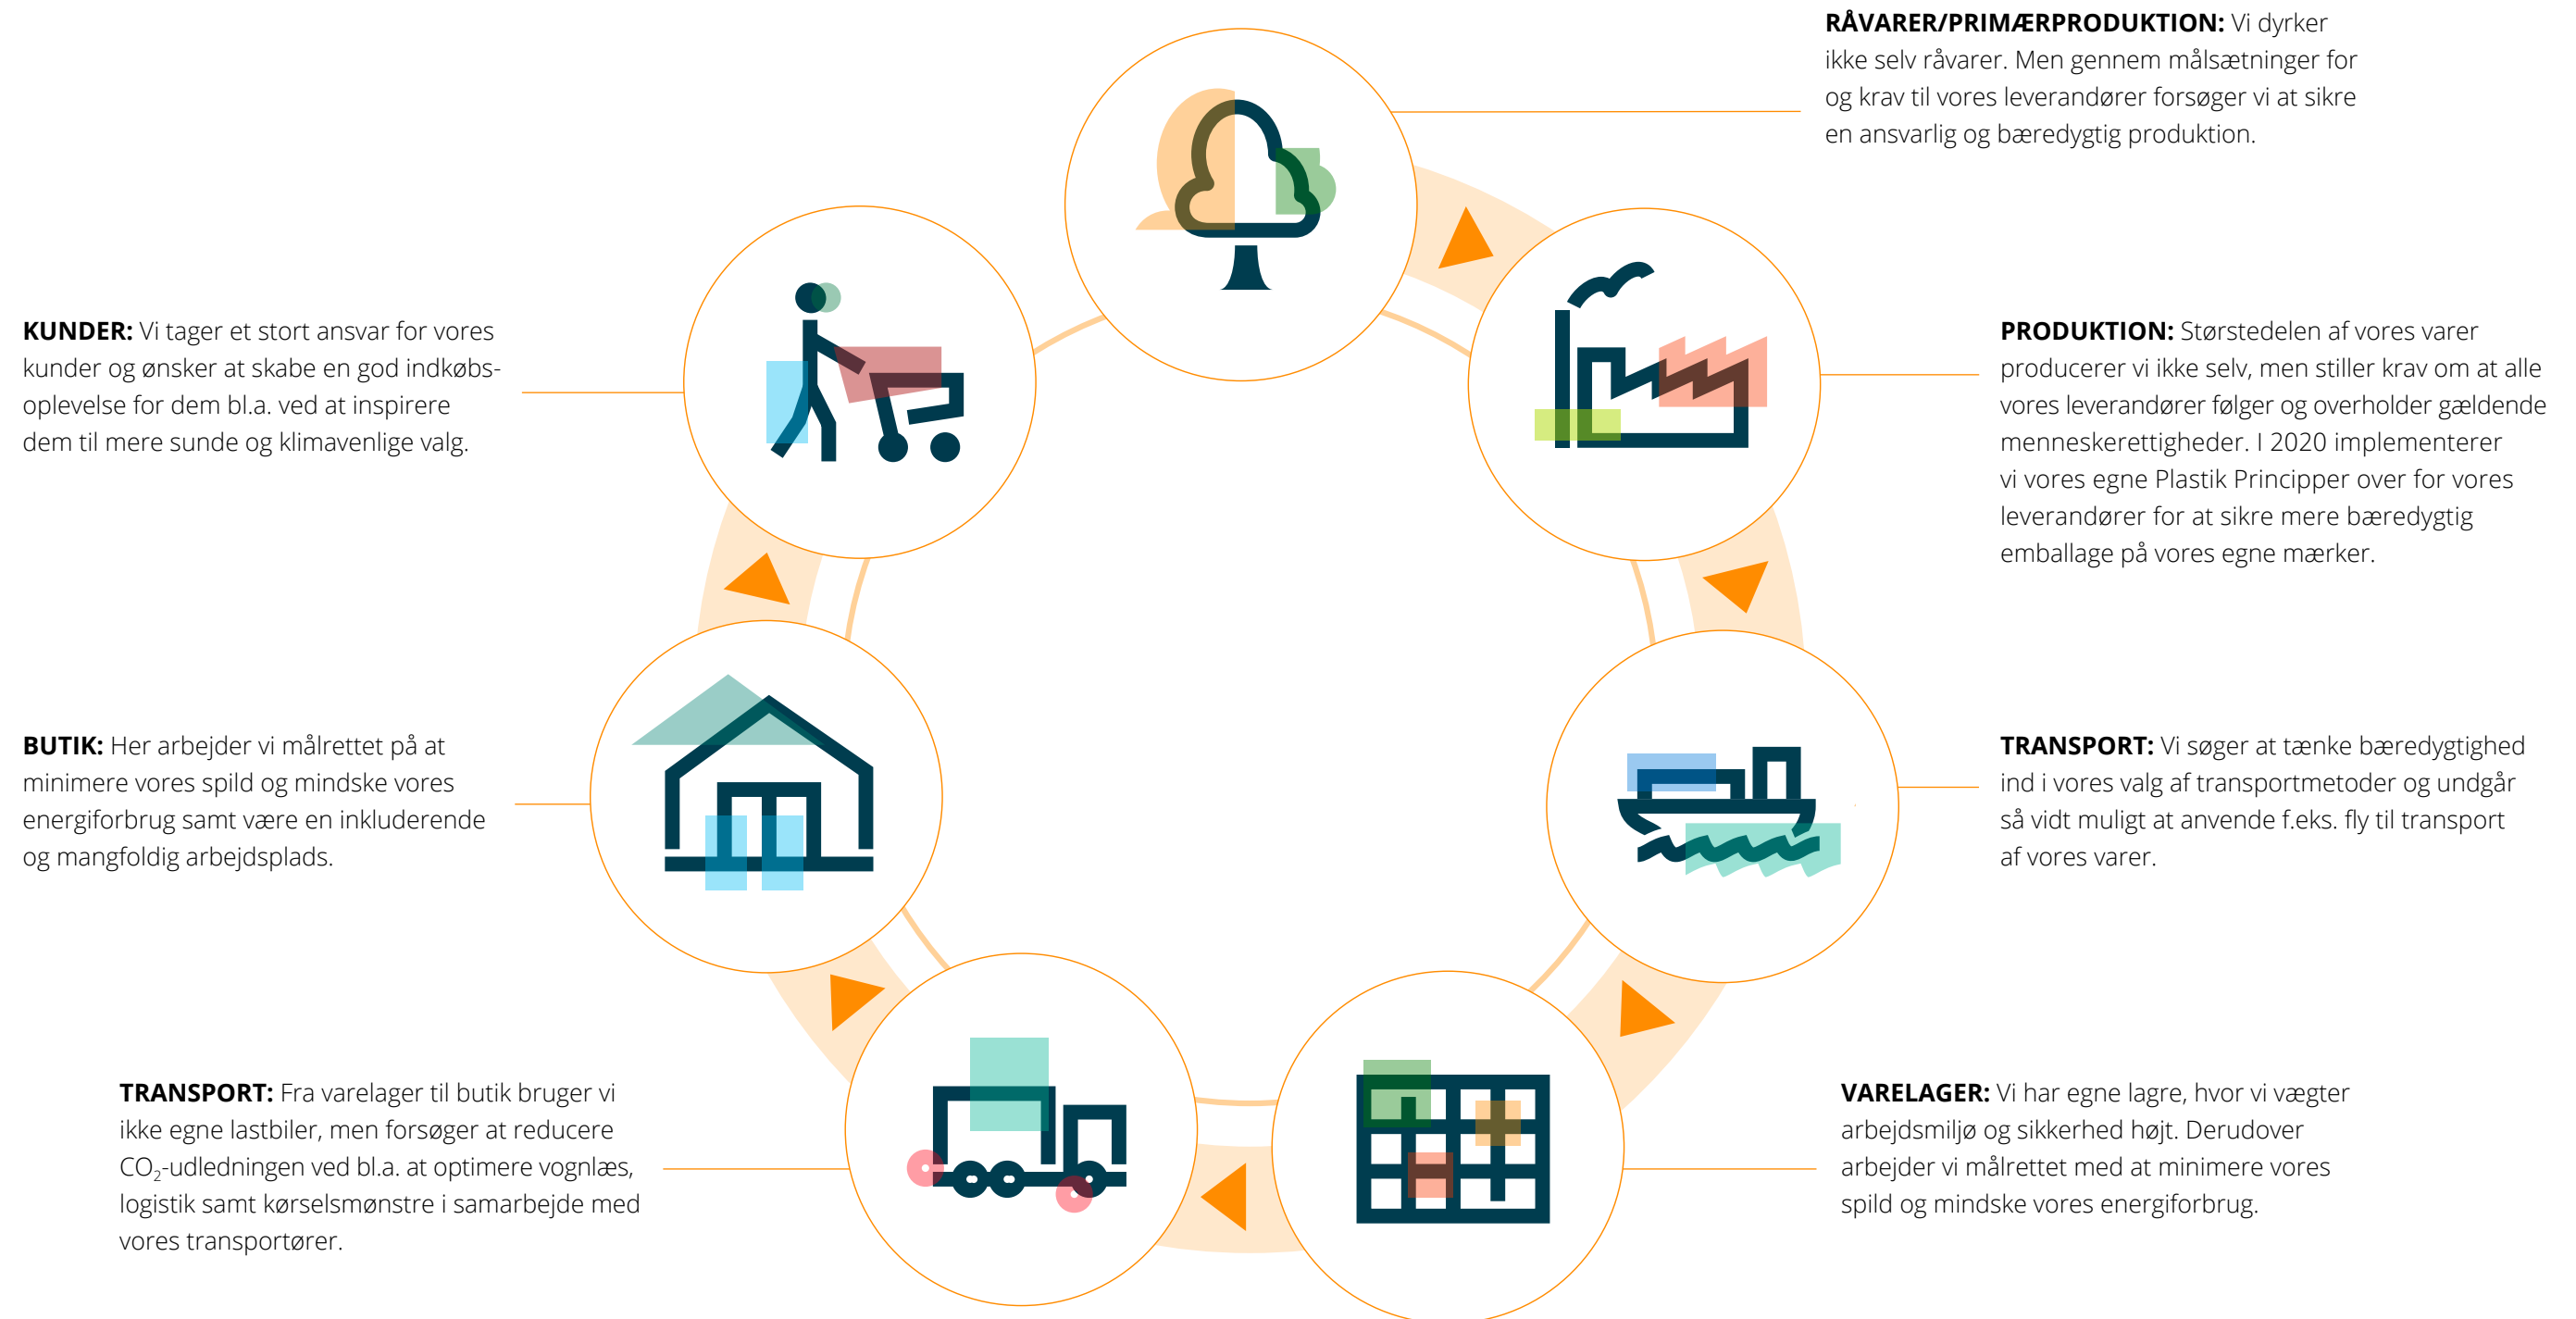 RÅVARER/PRIMÆRPRODUKTION: Vi dyrker
ikke selv råvarer. Men gennem målsætninger for
og krav til vores leverandører forsøger vi at sikre
en ansvarlig og bæredygtig produktion.
PRODUKTION: Størstedelen af vores varer
producerer vi ikke selv, men stiller krav om at alle
vores leverandører følger og overholder gældende
menneskerettigheder. I 2020 implementerer
vi vores egne Plastik Principper over for vores
leverandører for at sikre mere bæredygtig
emballage på vores egne mærker.
TRANSPORT: Vi søger at tænke bæredygtighed
ind i vores valg af transportmetoder og undgår
så vidt muligt at anvende f.eks. fly til transport
af vores varer.
VARELAGER: Vi har egne lagre, hvor vi vægter
arbejdsmiljø og sikkerhed højt. Derudover
arbejder vi målrettet med at minimere vores
spild og mindske vores energiforbrug.
TRANSPORT: Fra varelager til butik bruger vi
ikke egne lastbiler, men forsøger at reducere
CO₂-udledningen ved bl.a. at optimere vognlæs,
logistik samt kørselsmønstre i samarbejde med
vores transportører.
BUTIK: Her arbejder vi målrettet på at
minimere vores spild og mindske vores
energiforbrug samt være en inkluderende
og mangfoldig arbejdsplads.
KUNDER: Vi tager et stort ansvar for vores
kunder og ønsker at skabe en god indkøbs-
oplevelse for dem bl.a. ved at inspirere
dem til mere sunde og klimavenlige valg.